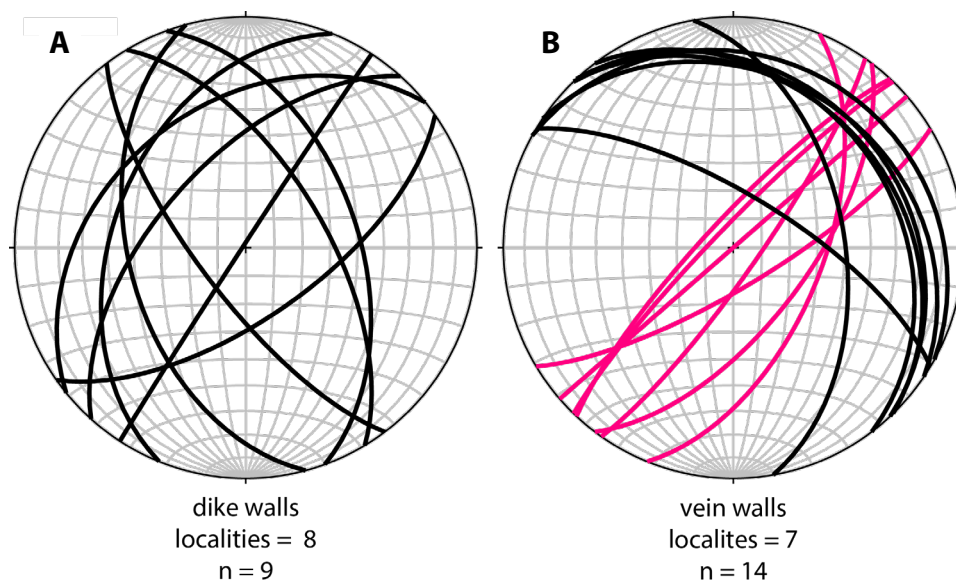 A
B
dike walls
localities = 8
n = 9
vein walls
localites = 7
n = 14